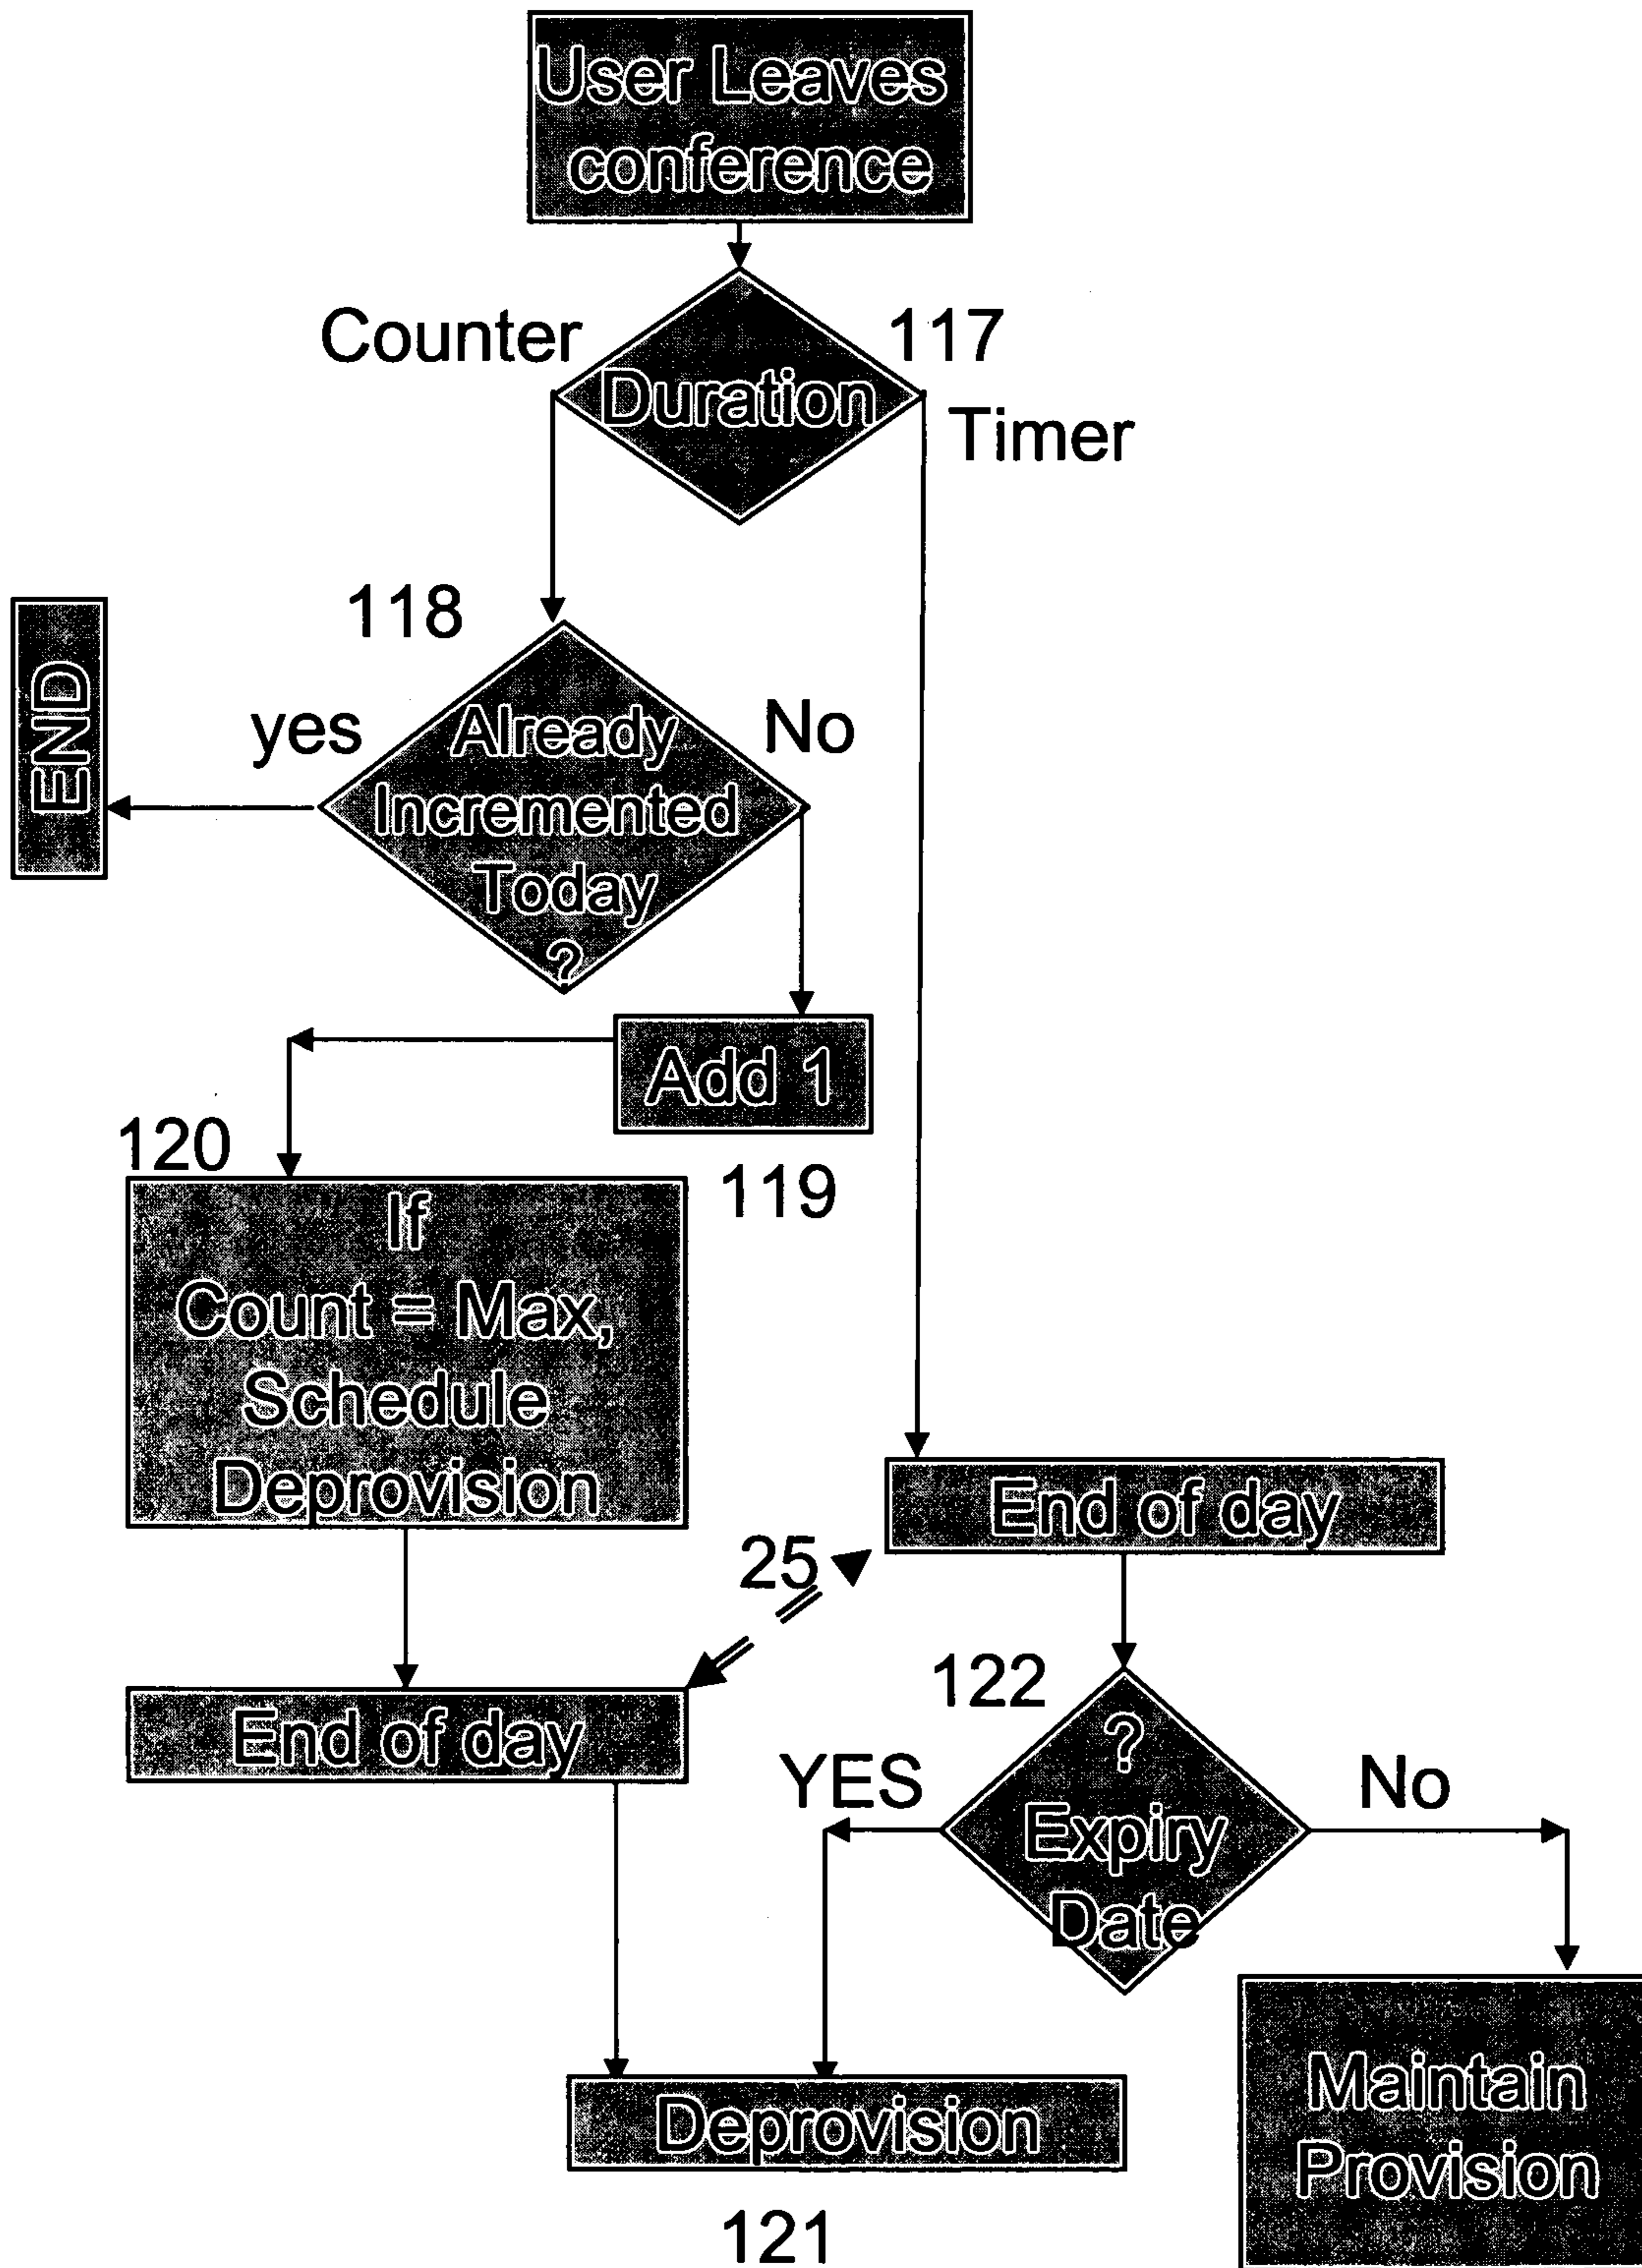 User Leaves
conference
Counter
117
Duration
Timer
118
END
yes
No
Already
Incremented
Today
?
Add 1
119
120
If
Count = Max,
Schedule
Deprovision
End of day
25
End of day
122
YES
No
?
Expiry
Date
Deprovision
121
Maintain
Provision